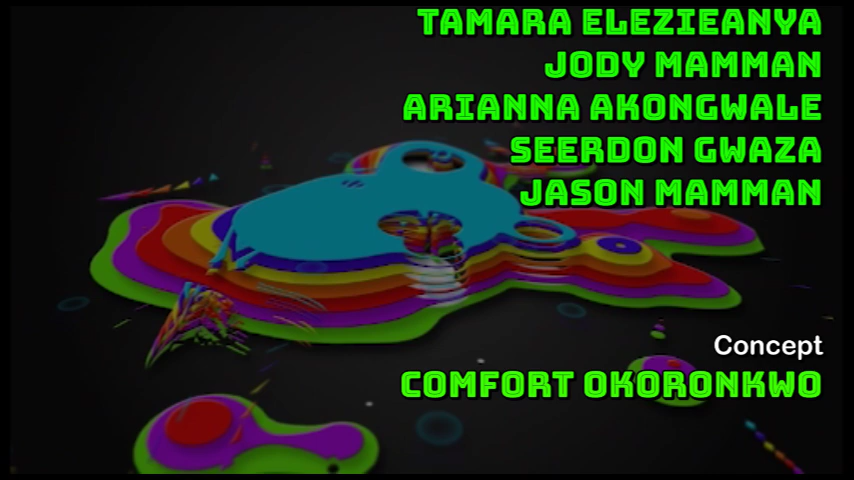 TAMARA ELEZIEANYA
JODY MAMMAN
ARIANNA AKONGWALE
SEERDON GWAZA
JASON MAMMAN
Concept
COMFORT OKORONKWO